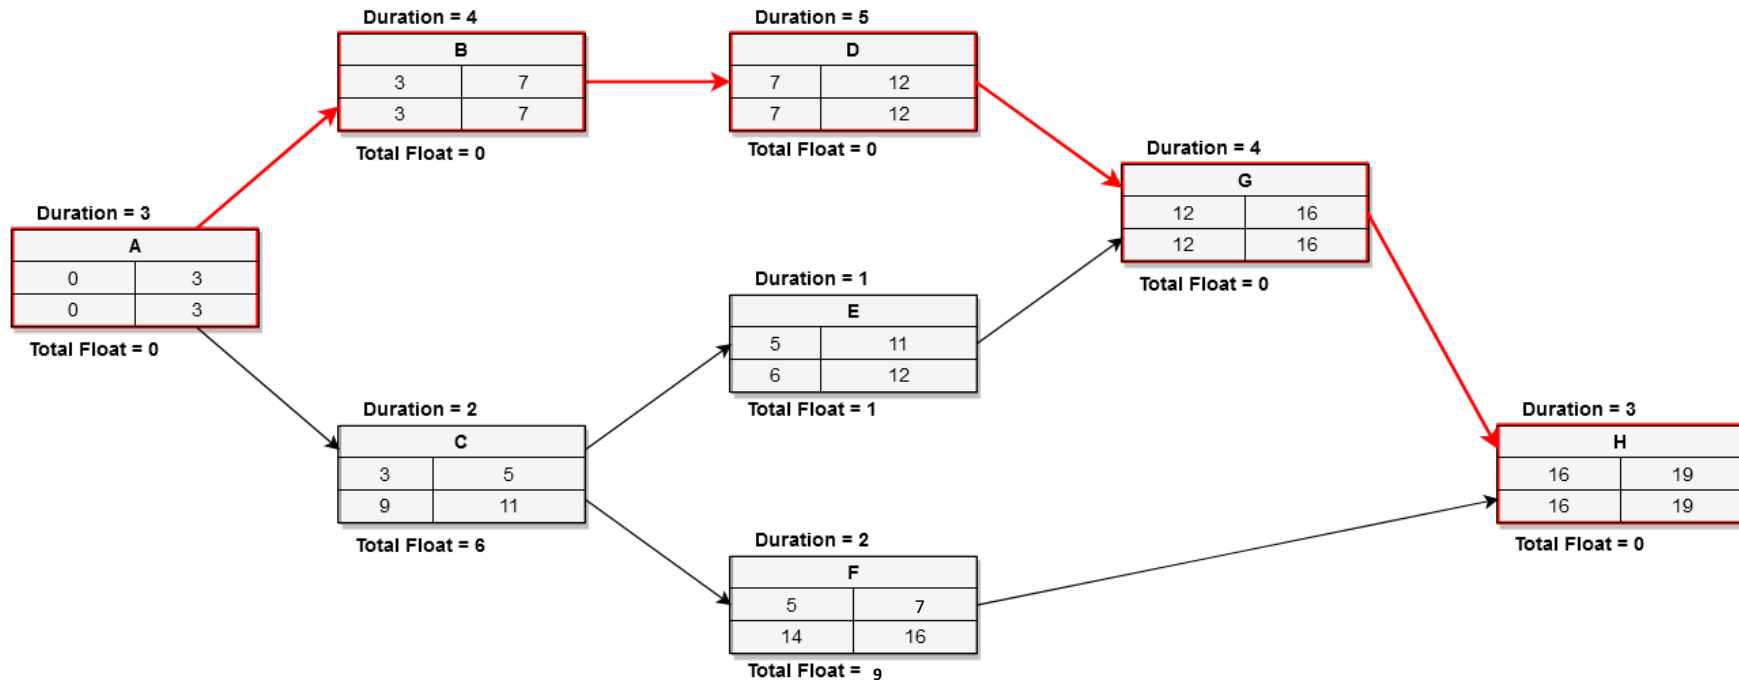 Duration = 3
A
0 3
0 3
Total Float = 0
Duration = 4
B
3 7
3 7
Total Float = 0
Duration = 2
C
3 5
9 11
Total Float = 6
Duration = 5
D
7 12
7 12
Total Float = 0
Duration = 1
E
5 11
6 12
Total Float = 1
Duration = 2
F
5 7
14 16
Total Float = 9
Duration = 4
G
12 16
12 16
Total Float = 0
Duration = 3
H
16 19
16 19
Total Float = 0